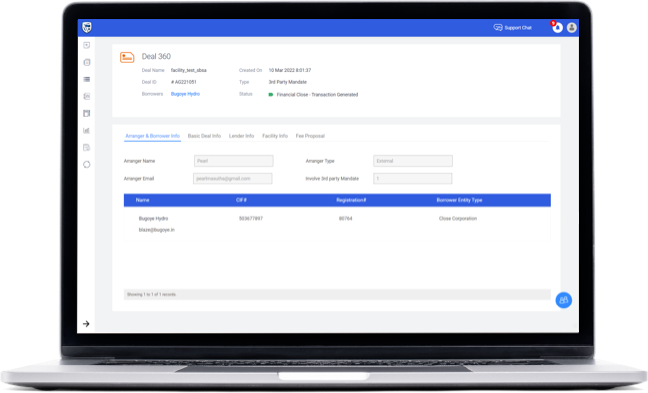 Support Chat
Deal 360
Deal Name facility_test_sbsa Created On 10 Mar 2022 8:01:37
Deal ID # AG221051 Type 3rd Party Mandate
Borrowers Bugoye Hydro Status Financial Close - Transaction Generated
Arranger & Borrower Info Basic Deal Info Lender Info Facility Info Fee Proposal
Arranger Name Pearl Arranger Type External
Arranger Email Involve 3rd party Mandate 1
Name CIF# Registration# Borrower Entity Type
Bugoye Hydro 503677897 80764 Close Corporation
blaze@bugoye.in
Showing 1 to 1 of 1 records